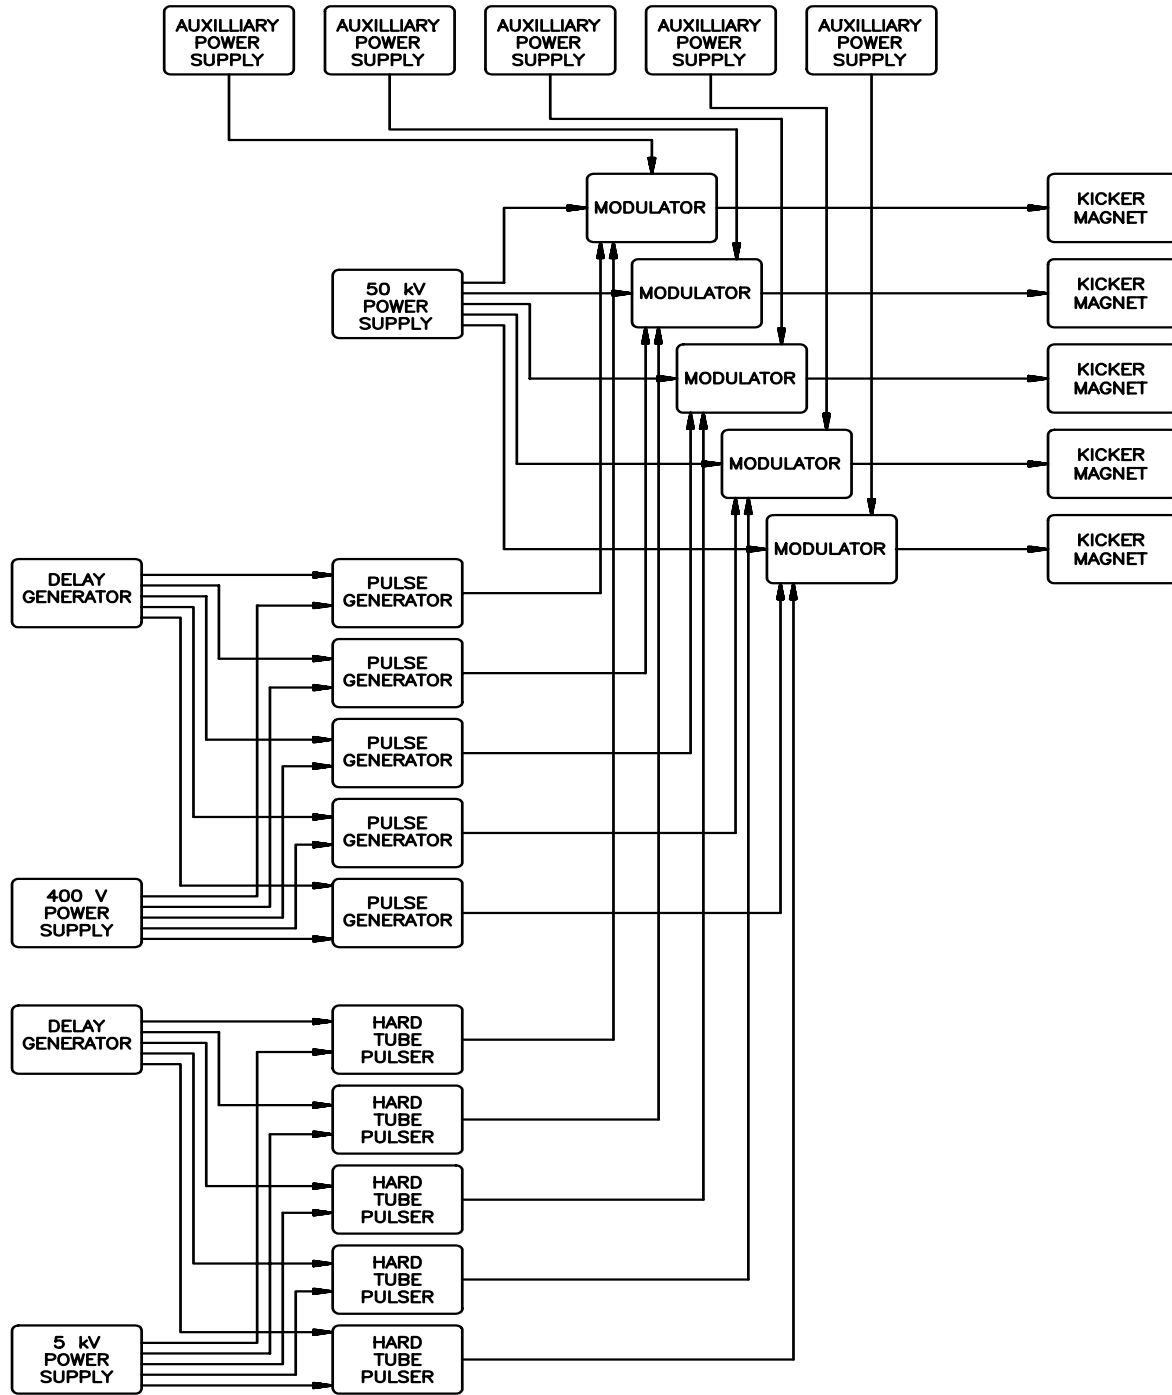 AUXILLIARY
POWER
SUPPLY
AUXILLIARY
POWER
SUPPLY
AUXILLIARY
POWER
SUPPLY
AUXILLIARY
POWER
SUPPLY
AUXILLIARY
POWER
SUPPLY
MODULATOR
KICKER
MAGNET
50 kV
POWER
SUPPLY
MODULATOR
KICKER
MAGNET
MODULATOR
KICKER
MAGNET
MODULATOR
KICKER
MAGNET
MODULATOR
KICKER
MAGNET
DELAY
GENERATOR
PULSE
GENERATOR
PULSE
GENERATOR
PULSE
GENERATOR
PULSE
GENERATOR
400 V
POWER
SUPPLY
PULSE
GENERATOR
DELAY
GENERATOR
HARD
TUBE
PULSER
HARD
TUBE
PULSER
HARD
TUBE
PULSER
HARD
TUBE
PULSER
5 kV
POWER
SUPPLY
HARD
TUBE
PULSER